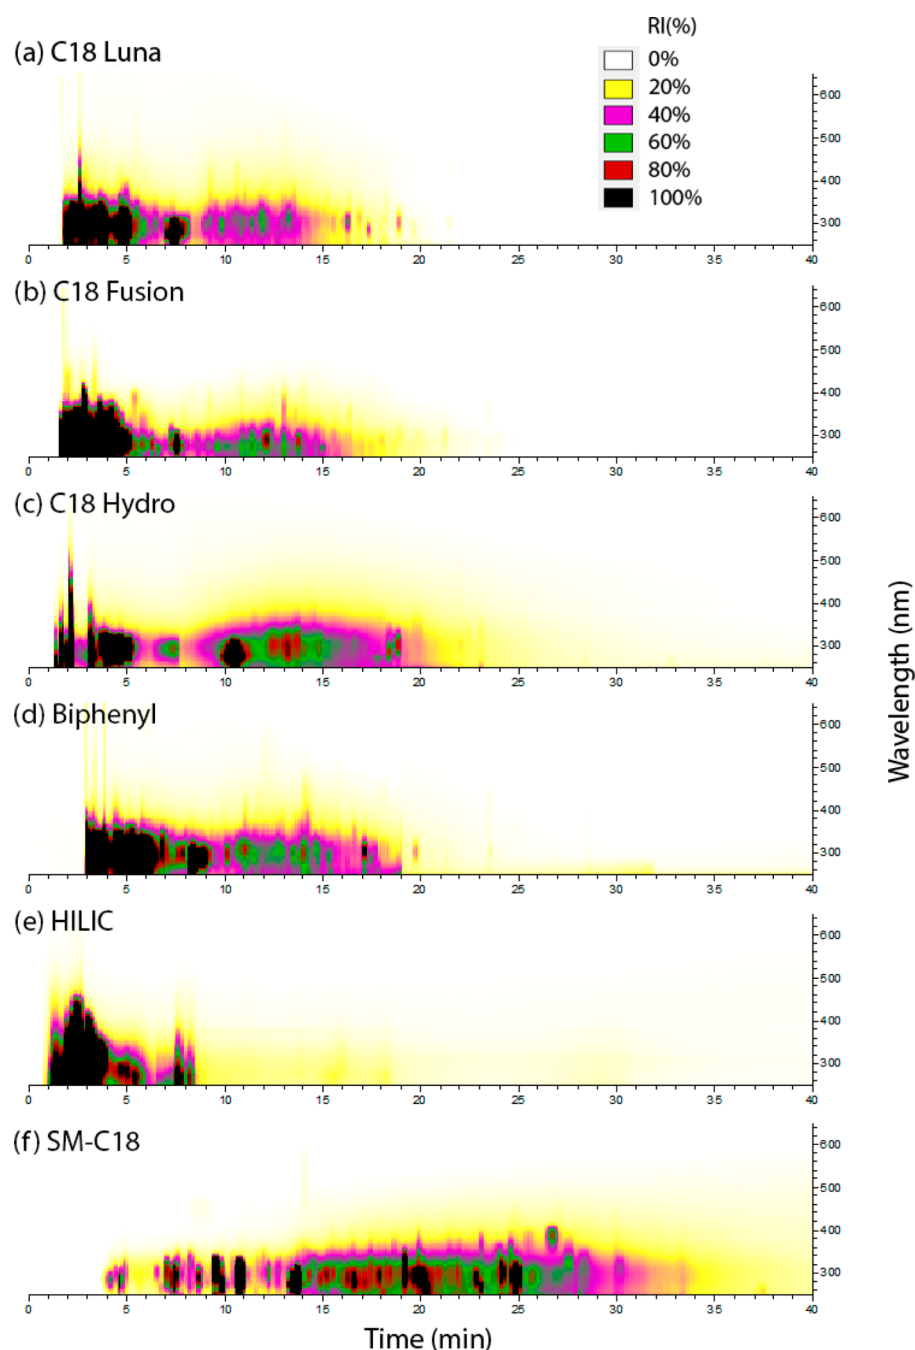 RI(%)
0%
20%
40%
60%
80%
100%
(a) C18 Luna
600
500
400
300
0 5 10 15 20 25 30 35 40
(b) C18 Fusion
600
500
400
300
0 5 10 15 20 25 30 35 40
(c) C18 Hydro
600
500
400
300
0 5 10 15 20 25 30 35 40
(d) Biphenyl
600
500
400
300
0 5 10 15 20 25 30 35 40
(e) HILIC
600
500
400
300
0 5 10 15 20 25 30 35 40
(f) SM-C18
600
500
400
300
0 5 10 15 20 25 30 35 40
Time (min)
Wavelength (nm)